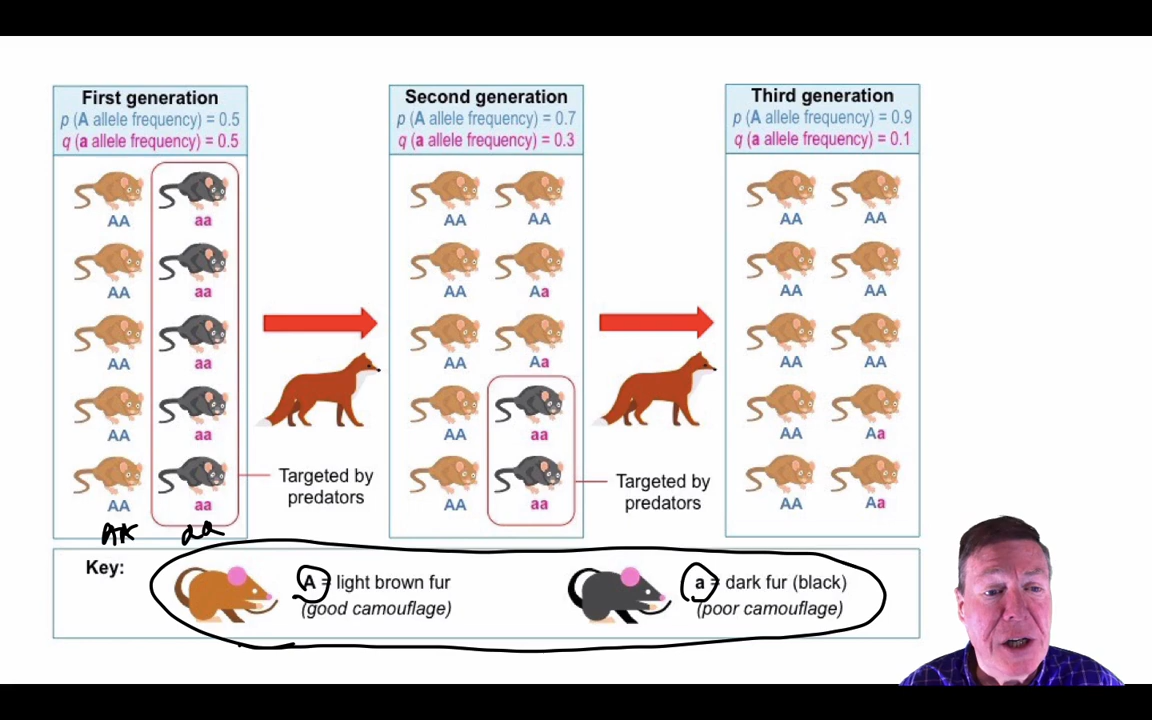 First generation
p (A allele frequency) = 0.5
q (a allele frequency) = 0.5
AA aa
AA aa
AA aa
AA aa
AA aa
AA aa
Targeted by
predators
Second generation
p (A allele frequency) = 0.7
q (a allele frequency) = 0.3
AA AA
AA Aa
AA Aa
AA aa
AA aa
Targeted by
predators
Third generation
p (A allele frequency) = 0.9
q (a allele frequency) = 0.1
AA AA
AA AA
AA AA
AA Aa
AA Aa
Key:
A = light brown fur
(good camouflage)
a = dark fur (black)
(poor camouflage)